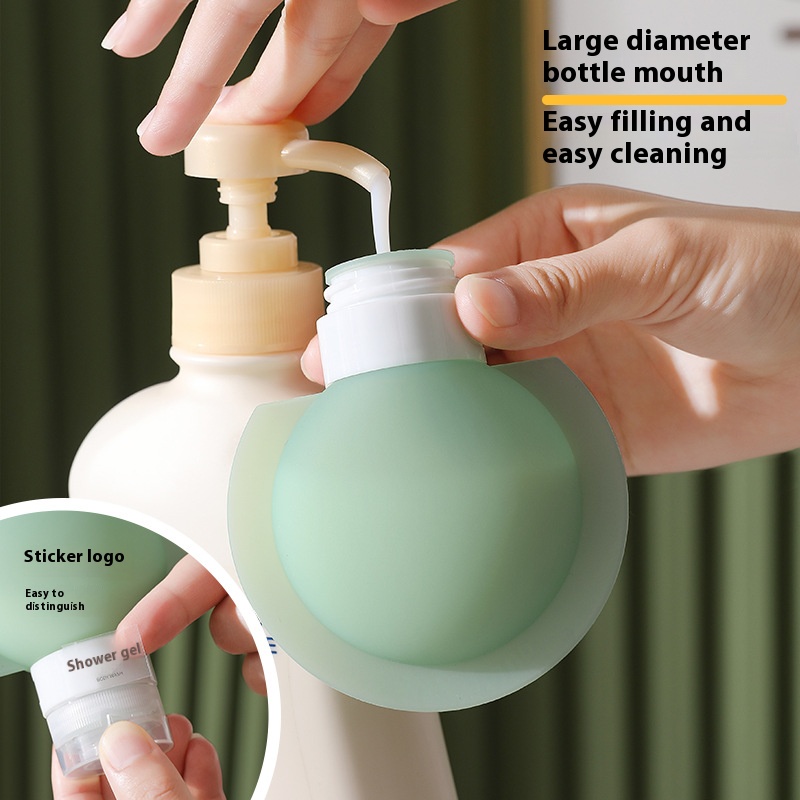 Large diameter
bottle mouth
Easy filling and
easy cleaning
Sticker logo
Easy to
distinguish
Shower gel
BODY WASH